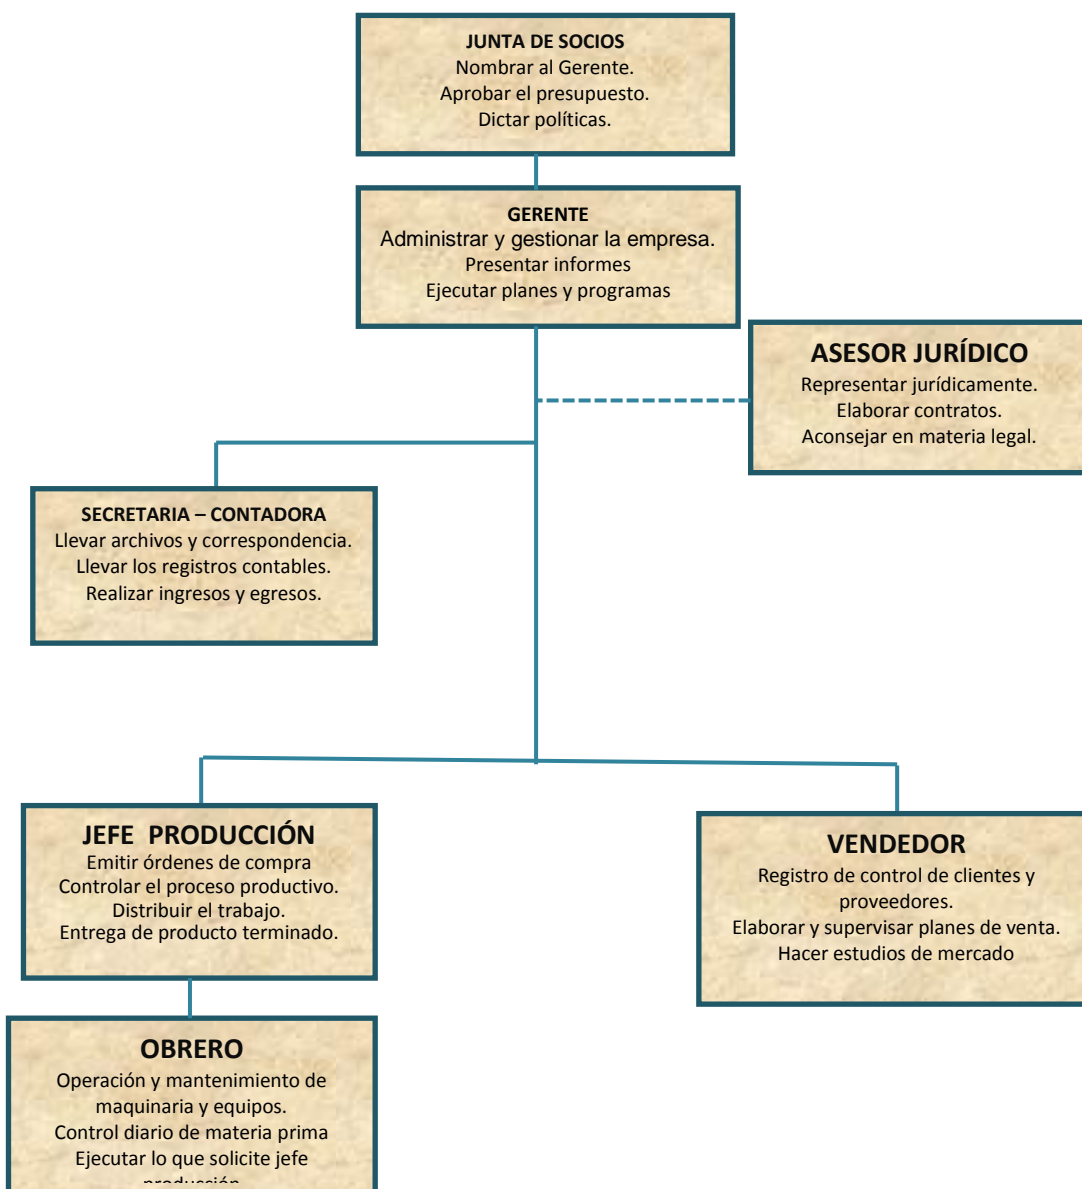 JUNTA DE SOCIOS
Nombrar al Gerente.
Aprobar el presupuesto.
Dictar políticas.
GERENTE
Administrar y gestionar la empresa.
Presentar informes
Ejecutar planes y programas
ASESOR JURÍDICO
Representar jurídicamente.
Elaborar contratos.
Aconsejar en materia legal.
SECRETARIA – CONTADORA
Llevar archivos y correspondencia.
Llevar los registros contables.
Realizar ingresos y egresos.
JEFE PRODUCCIÓN
Emitir órdenes de compra
Controlar el proceso productivo.
Distribuir el trabajo.
Entrega de producto terminado.
VENDEDOR
Registro de control de clientes y
proveedores.
Elaborar y supervisar planes de venta.
Hacer estudios de mercado
OBRERO
Operación y mantenimiento de
maquinaria y equipos.
Control diario de materia prima
Ejecutar lo que solicite jefe
producción